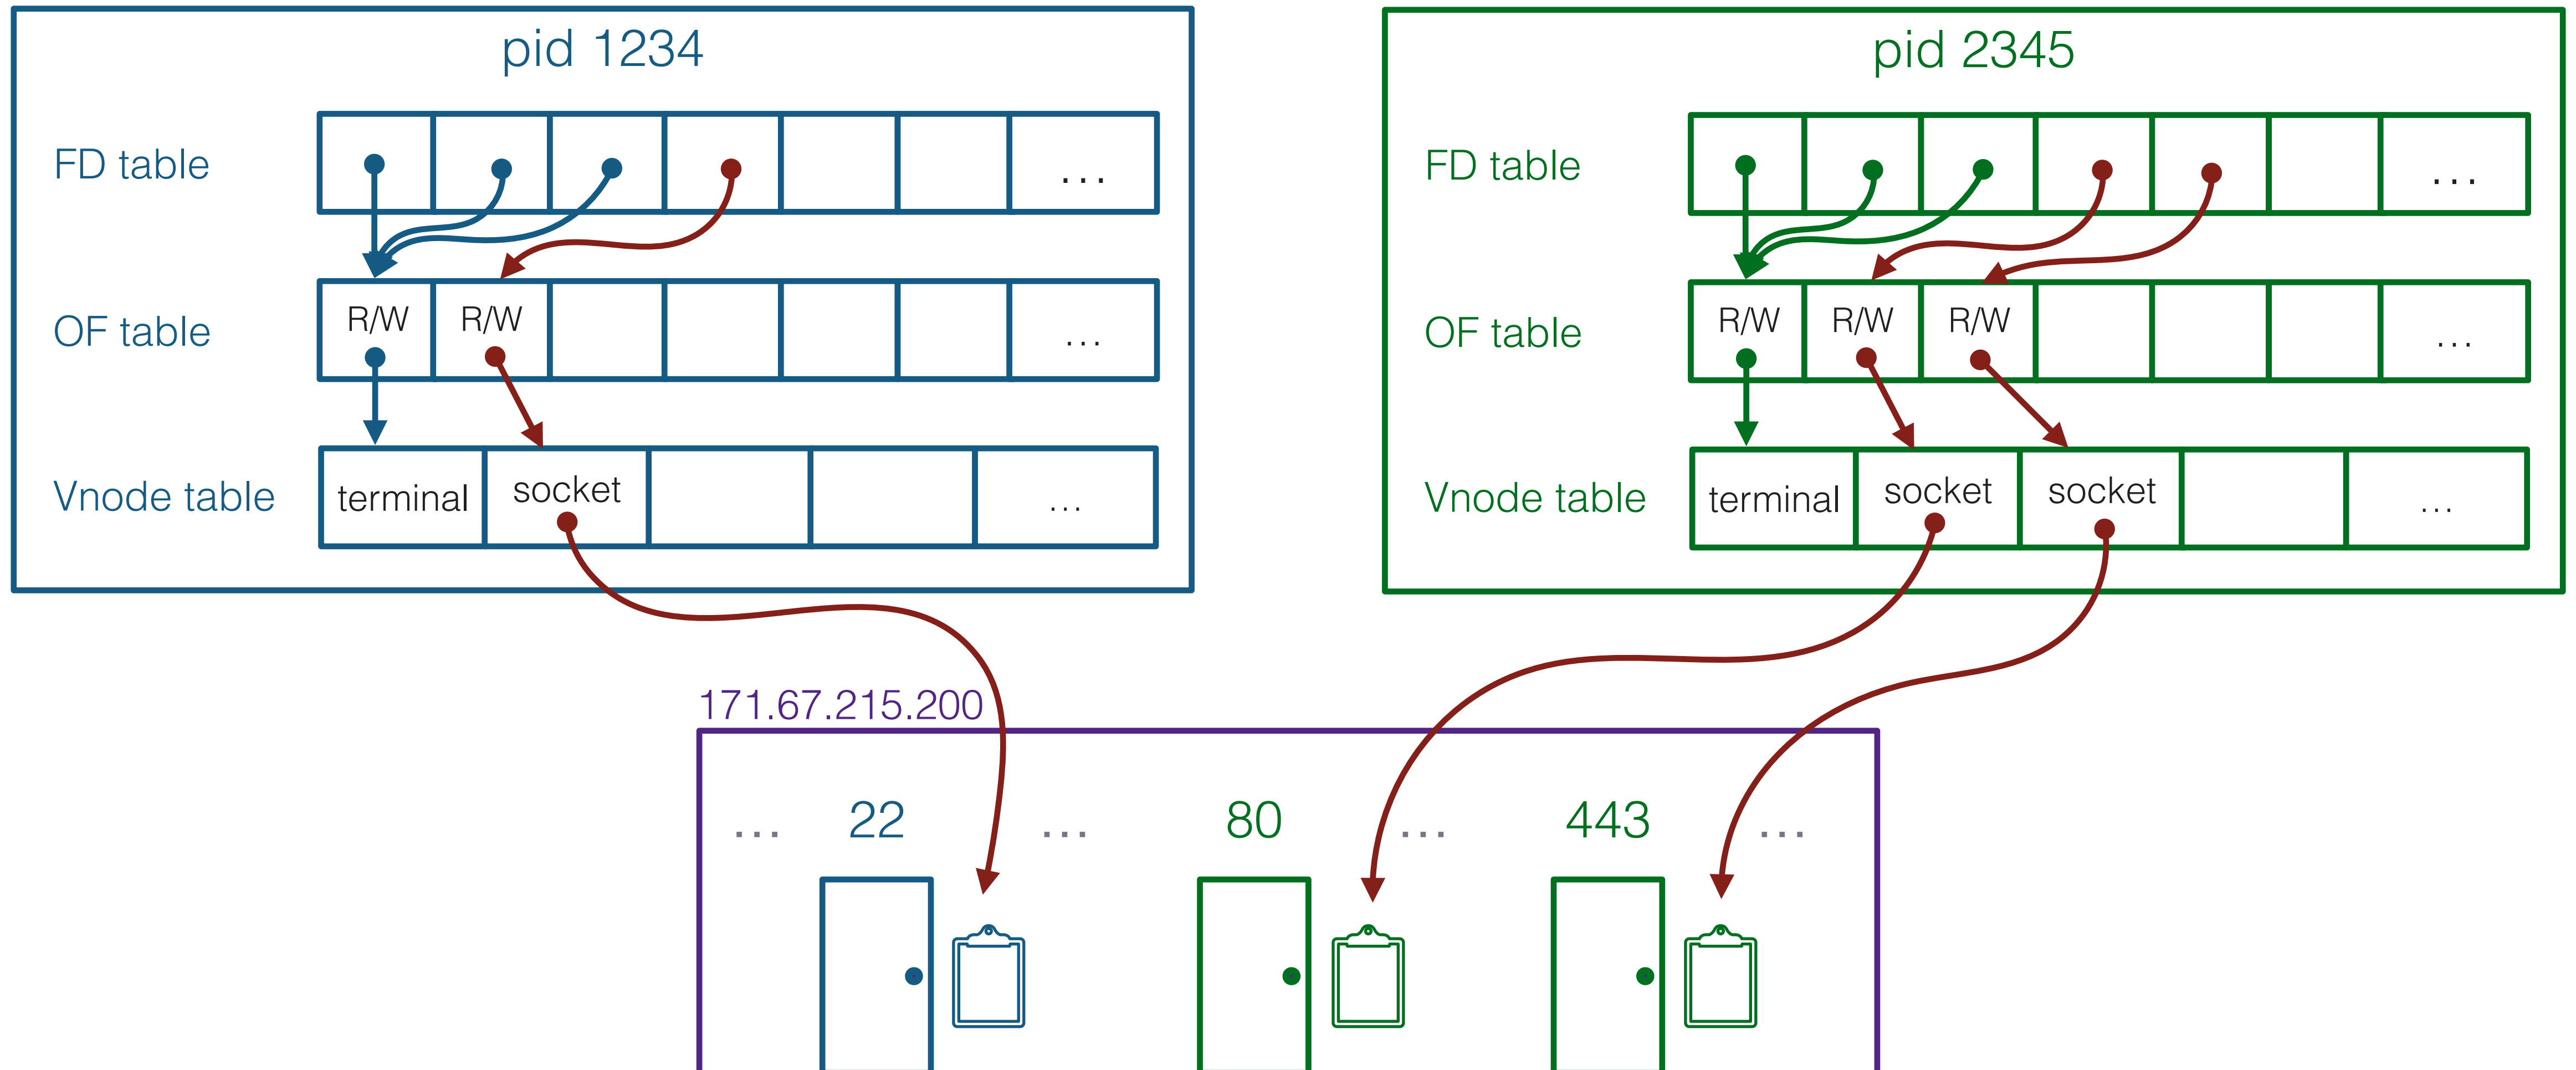 pid 1234
FD table
...
OF table
R/W R/W ...
Vnode table
terminal socket ...
pid 2345
FD table
...
OF table
R/W R/W R/W ...
Vnode table
terminal socket socket ...
171.67.215.200
... 22 ... 80 ... 443 ...